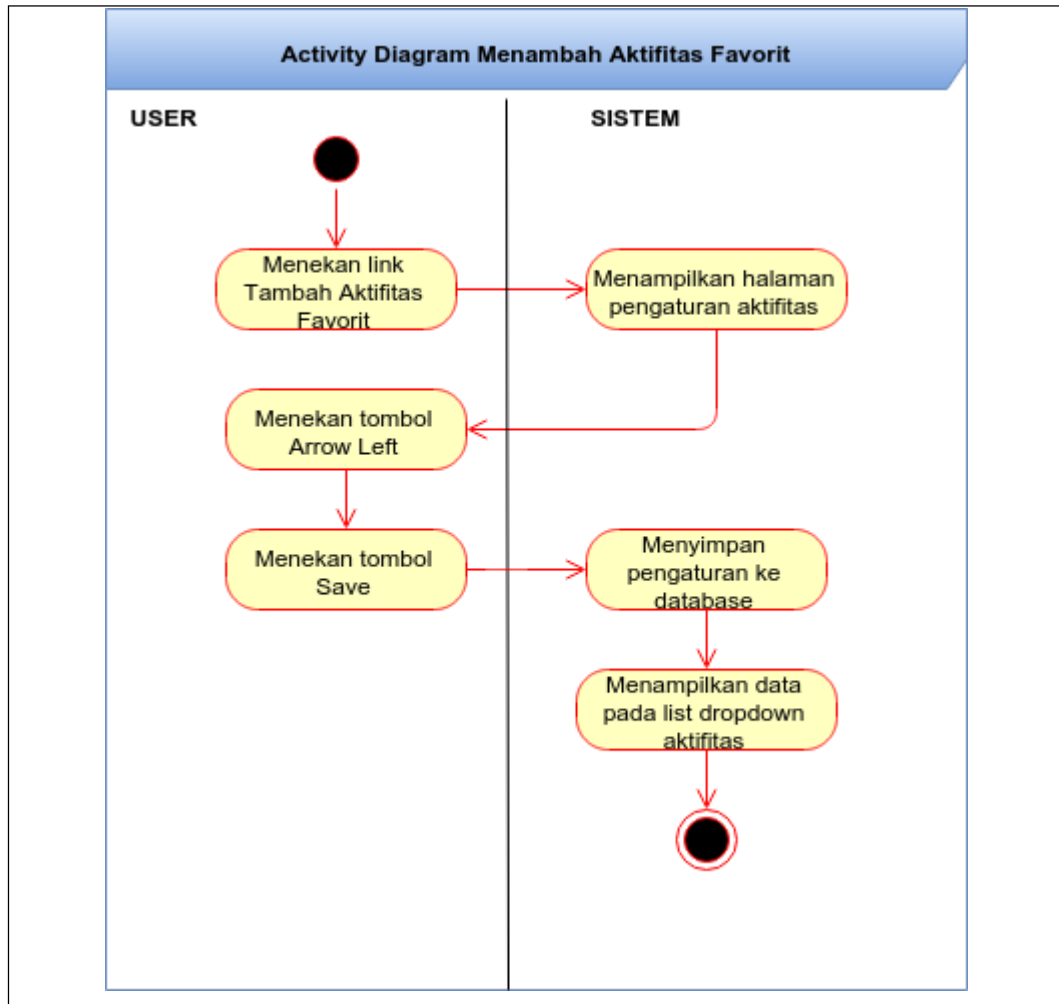 Activity Diagram Menambah Aktifitas Favorit
USER
SISTEM
Menekan link
Tambah Aktifitas
Favorit
Menampilkan halaman
pengaturan aktifitas
Menekan tombol
Arrow Left
Menekan tombol
Save
Menyimpan
pengaturan ke
database
Menampilkan data
pada list dropdown
aktifitas